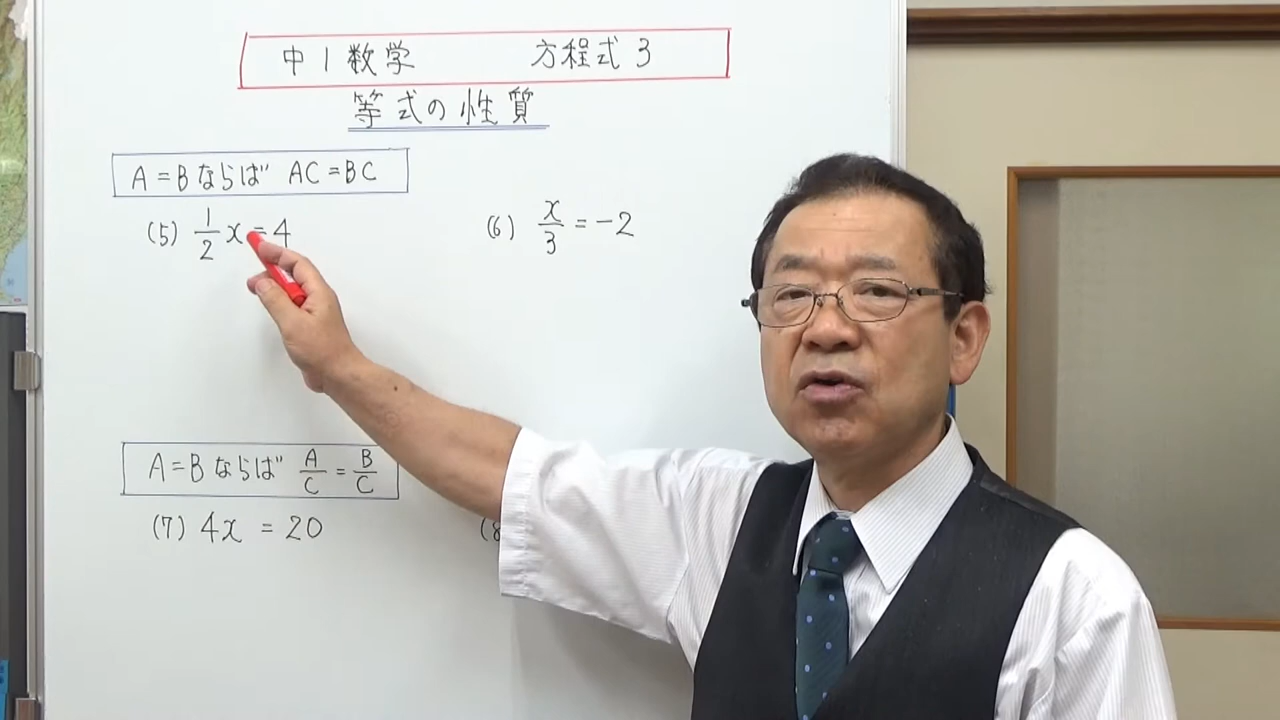 中1数学 方程式3
等式の性質
A=Bならば AC=BC
(5) 1/2 x=4 (6) x/3=-2
A=Bならば A/C=B/C
(7) 4x=20 (8